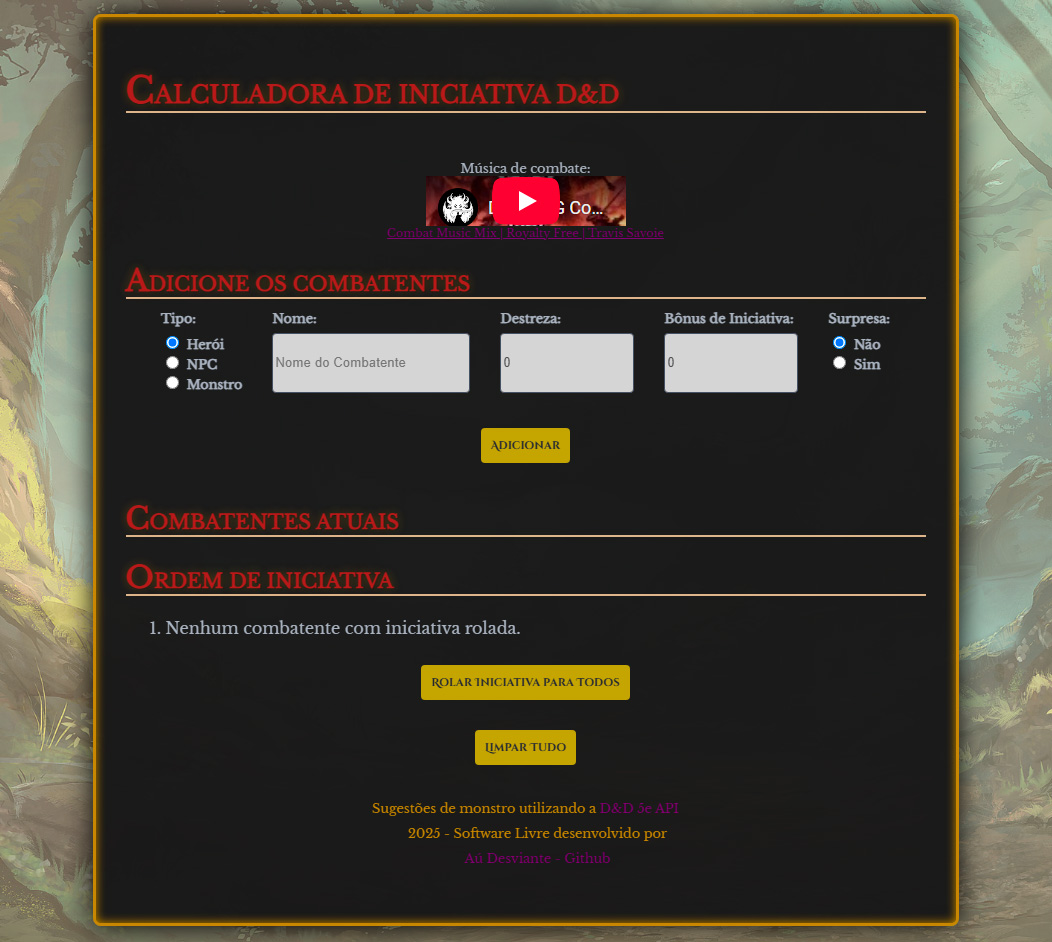 Calculadora de iniciativa D&D
Música de combate:
Co...
Combat Music Mix | Royalty Free | Travis Savoie
Adicione os combatentes
Tipo: Nome: Destreza: Bônus de Iniciativa: Surpresa:
Herói Nome do Combatente 0 0 Não
NPC Sim
Monstro
Adicionar
Combatentes atuais
Ordem de iniciativa
1. Nenhum combatente com iniciativa rolada.
Rolar Iniciativa para Todos
Limpar Tudo
Sugestões de monstro utilizando a D&D 5e API
2025 - Software Livre desenvolvido por
Aú Desviante - Github